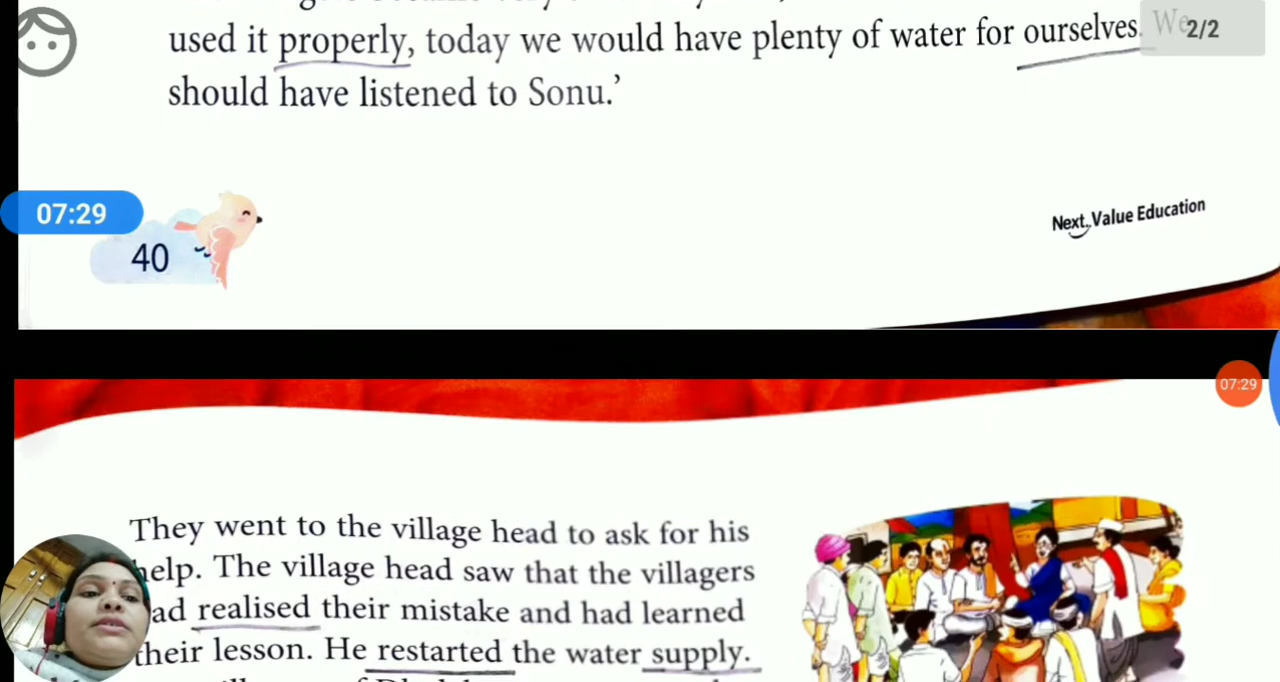 used it properly, today we would have plenty of water for ourselves. We
2/2
should have listened to Sonu.’
07:29
40
Next Value Education
07:29
They went to the village head to ask for his
help. The village head saw that the villagers
had realised their mistake and had learned
their lesson. He restarted the water supply.